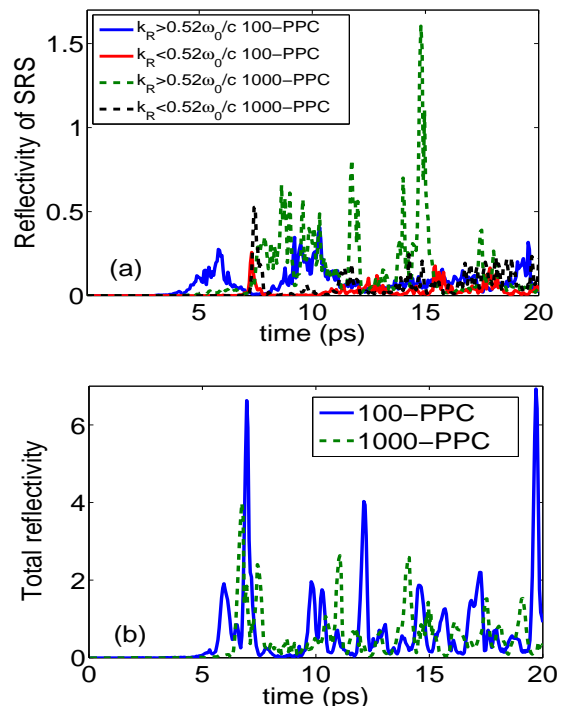 k_R>0.52ω_0/c 100−PPC
k_R<0.52ω_0/c 100−PPC
k_R>0.52ω_0/c 1000−PPC
k_R<0.52ω_0/c 1000−PPC
Reflectivity of SRS
1.5
1
0.5
0
(a)
5 10 15 20
time (ps)
100−PPC
1000−PPC
Total reflectivity
6
4
2
0
(b)
0 5 10 15 20
time (ps)